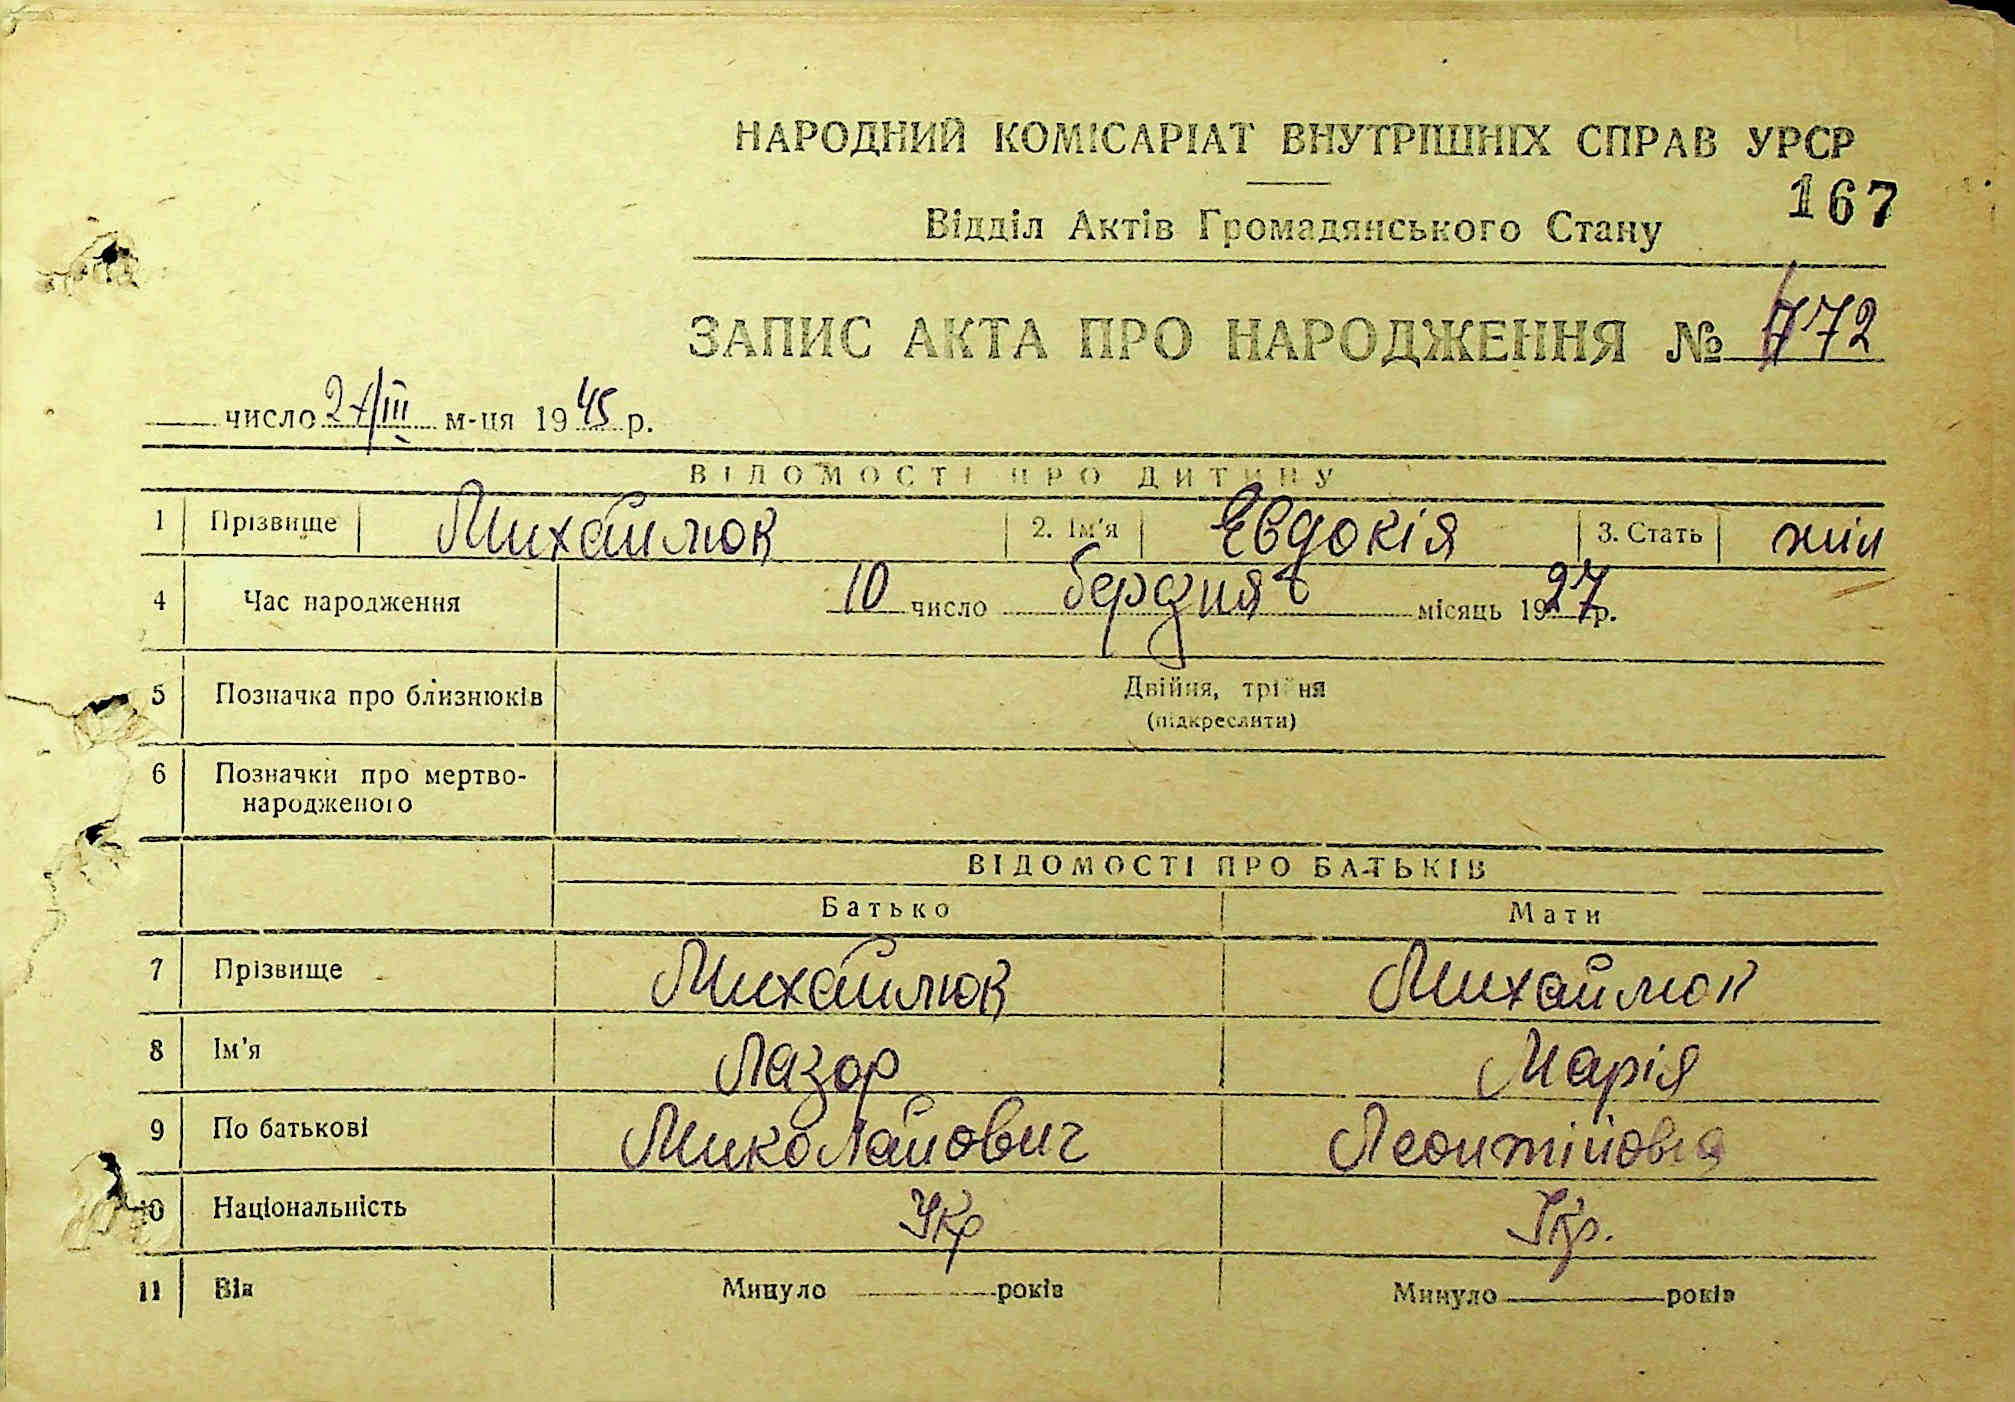 НАРОДНИЙ КОМІСАРІАТ ВНУТРІШНІХ СПРАВ УРСР
167
Відділ Актів Громадянського Стану
ЗАПИС АКТА ПРО НАРОДЖЕННЯ № 772
число 27/III м-ця 1945 р.
ВІДОМОСТІ ПРО ДИТИНУ
1 Прізвище Михайлюк 2. Ім'я Евдокія 3. Стать жін
4 Час народження 10 число місяць 1927 р.
5 Позначка про близнюків Двійня, трійня
(підкреслити)
6 Позначки про мертво-
народженого
ВІДОМОСТІ ПРО БАТЬКІВ
Батько Мати
7 Прізвище Михайлюк Михайлюк
8 Ім'я Лазор Марія
9 По батькові Миколайович Леонтійовна
10 Національність Укр Укр.
11 Вік Минуло років Минуло років